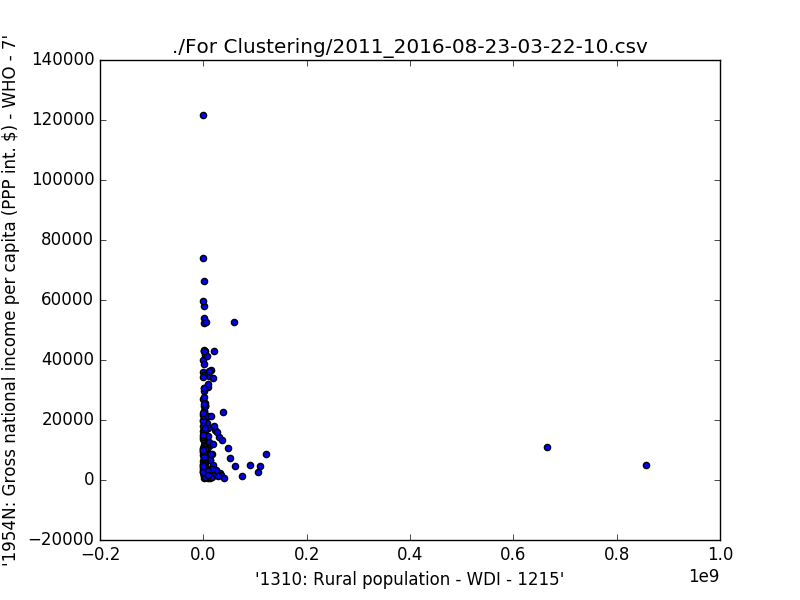 ./For Clustering/2011_2016-08-23-03-22-10.csv
'1954N: Gross national income per capita (PPP int. $) - WHO - 7'
140000
120000
100000
80000
60000
40000
20000
0
−20000
−0.2 0.0 0.2 0.4 0.6 0.8 1.0
1e9
'1310: Rural population - WDI - 1215'